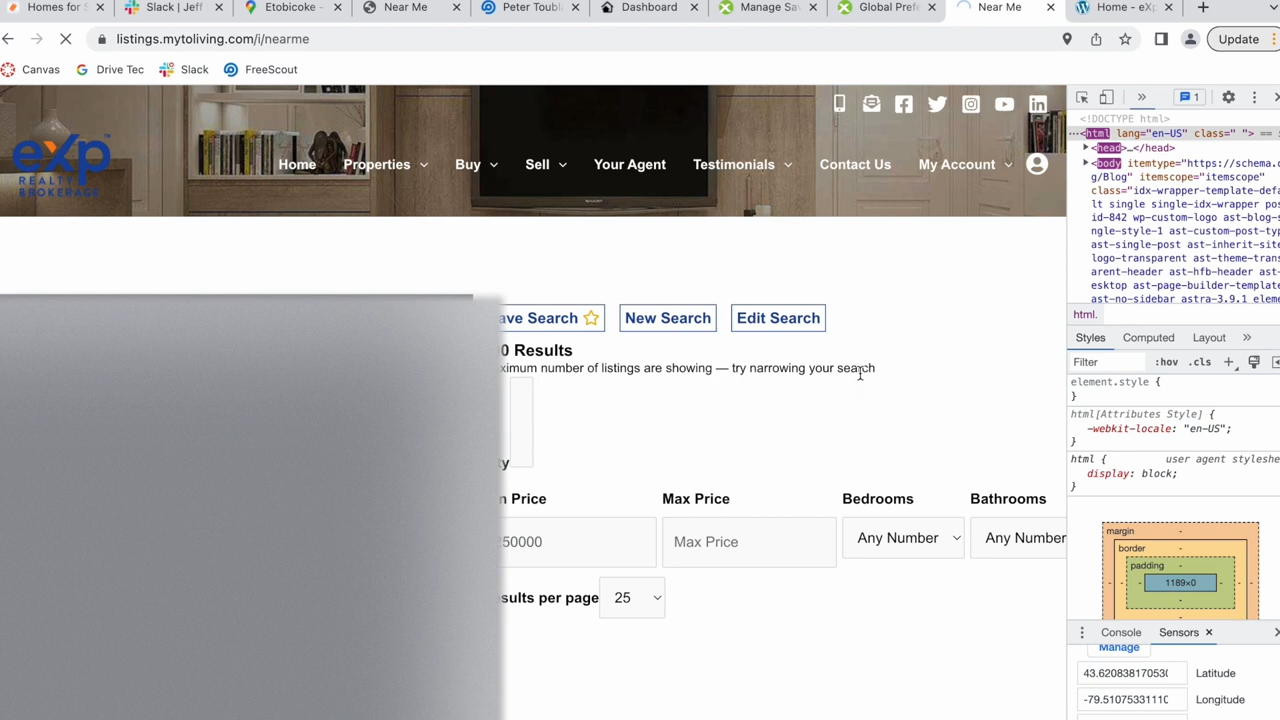 Homes for S
Slack | Jeff
Etobicoke -
Near Me
Peter Toubl
Dashboard
Manage Sav
Global Pref
Near Me
Home - eXp
listings.mytoliving.com/i/nearme
Update
Canvas
Drive Tec
Slack
FreeScout
eXp
REALTY
BROKERAGE
Home
Properties
Buy
Sell
Your Agent
Testimonials
Contact Us
My Account
SHARP
ave Search
New Search
Edit Search
0 Results
ximum number of listings are showing — try narrowing your search
ty
n Price
Max Price
Bedrooms
Bathrooms
50000
Max Price
Any Number
Any Number
sults per page
25
1
<!DOCTYPE html>
<html lang="en-US" class=" "> ==
<head>…</head>
<body itemtype="https://schema.o
g/Blog" itemscope="itemscope"
class="idx-wrapper-template-defa
lt single single-idx-wrapper pos
id-842 wp-custom-logo ast-blog-s
ngle-style-1 ast-custom-post-typ
ast-single-post ast-inherit-sit
logo-transparent ast-theme-trans
arent-header ast-hfb-header ast-
esktop ast-page-builder-templat
ast-no-sidebar astra-3.9.1 eleme
html.
Styles
Computed
Layout
Filter
:hov
.cls
element.style {
}
html[Attributes Style] {
-webkit-locale: "en-US";
}
html {
user agent styleshe
display: block;
}
margin
-
border
-
padding
-
1189×0
Console
Sensors
Manage
43.620838170530
Latitude
-79.5107533111
Longitude